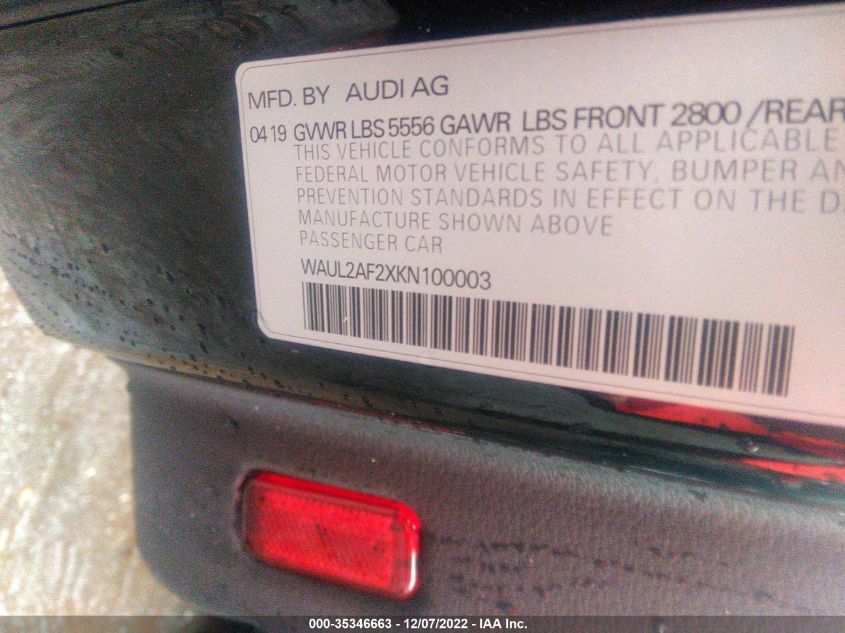 MFD. BY AUDI AG
04 19 GVWR LBS 5556 GAWR LBS FRONT 2800 /REAR
THIS VEHICLE CONFORMS TO ALL APPLICABLE
FEDERAL MOTOR VEHICLE SAFETY, BUMPER AN
PREVENTION STANDARDS IN EFFECT ON THE D
MANUFACTURE SHOWN ABOVE
PASSENGER CAR
WAUL2AF2XKN100003
000-35346663 - 12/07/2022 - IAA Inc.